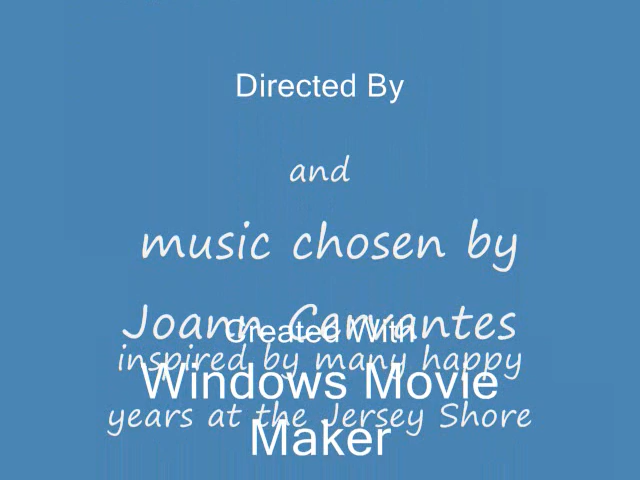 Directed By
and
music chosen by
Joann Cervantes
Created With
inspired by many happy
Windows Movie
years at the Jersey Shore
Maker